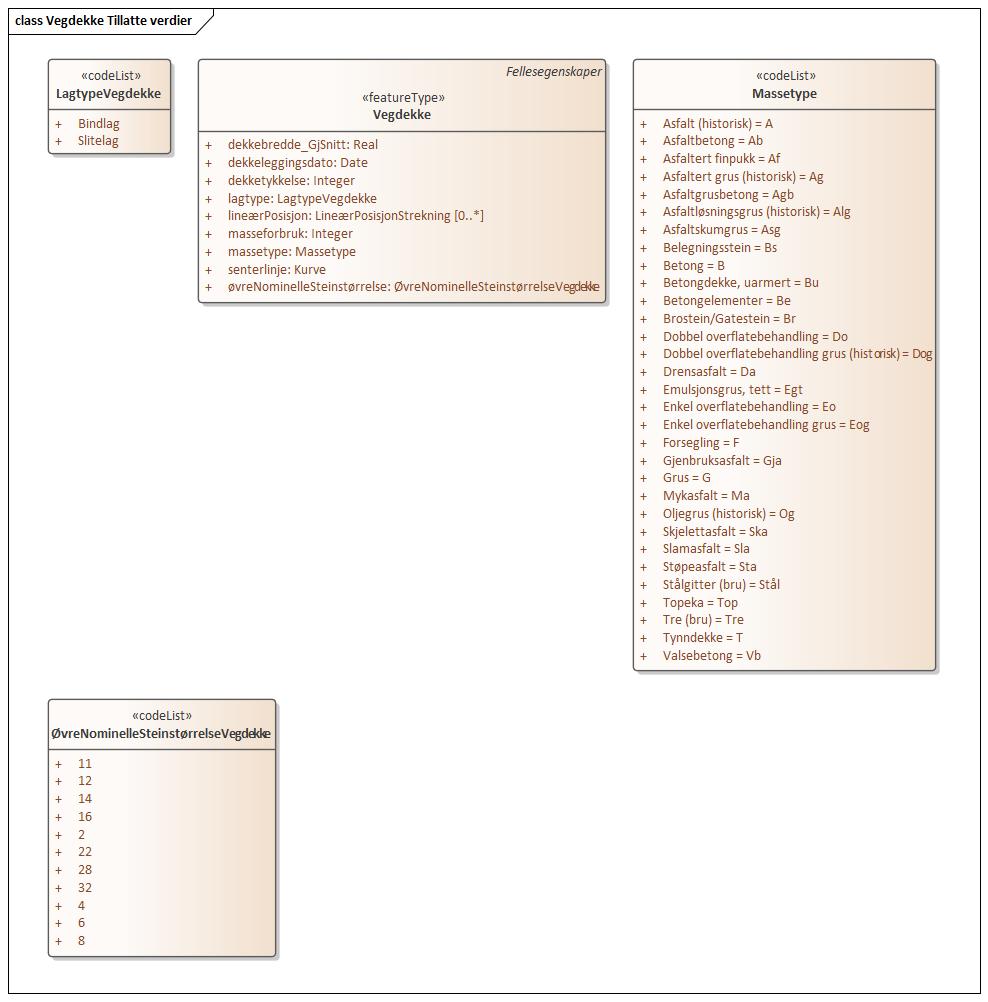 class Vegdekke Tillatte verdier
«codeList»
LagtypeVegdekke
+ Bindlag
+ Slitelag
Fellesegenskaper
«featureType»
Vegdekke
+ dekkebredde_GjSnitt: Real
+ dekkeleggingsdato: Date
+ dekketykkelse: Integer
+ lagtype: LagtypeVegdekke
+ lineærPosisjon: LineærPosisjonStrekning [0..*]
+ masseforbruk: Integer
+ massetype: Massetype
+ senterlinje: Kurve
+ øvreNominelleSteinstørrelse: ØvreNominelleSteinstørrelseVegdekke
«codeList»
Massetype
+ Asfalt (historisk) = A
+ Asfaltbetong = Ab
+ Asfaltert finpukk = Af
+ Asfaltert grus (historisk) = Ag
+ Asfaltgrusbetong = Agb
+ Asfaltløsningsgrus (historisk) = Alg
+ Asfaltskumgrus = Asg
+ Belegningsstein = Bs
+ Betong = B
+ Betongdekke, uarmert = Bu
+ Betongelementer = Be
+ Brostein/Gatestein = Br
+ Dobbel overflatebehandling = Do
+ Dobbel overflatebehandling grus (historisk) = Dog
+ Drensasfalt = Da
+ Emulsjonsgrus, tett = Egt
+ Enkel overflatebehandling = Eo
+ Enkel overflatebehandling grus = Eog
+ Forsegling = F
+ Gjenbruksasfalt = Gja
+ Grus = G
+ Mykasfalt = Ma
+ Oljegrus (historisk) = Og
+ Skjelettasfalt = Ska
+ Slamasfalt = Sla
+ Støpeasfalt = Sta
+ Stålgitter (bru) = Stål
+ Topeka = Top
+ Tre (bru) = Tre
+ Tynndekke = T
+ Valsebetong = Vb
«codeList»
ØvreNominelleSteinstørrelseVegdekke
+ 11
+ 12
+ 14
+ 16
+ 2
+ 22
+ 28
+ 32
+ 4
+ 6
+ 8